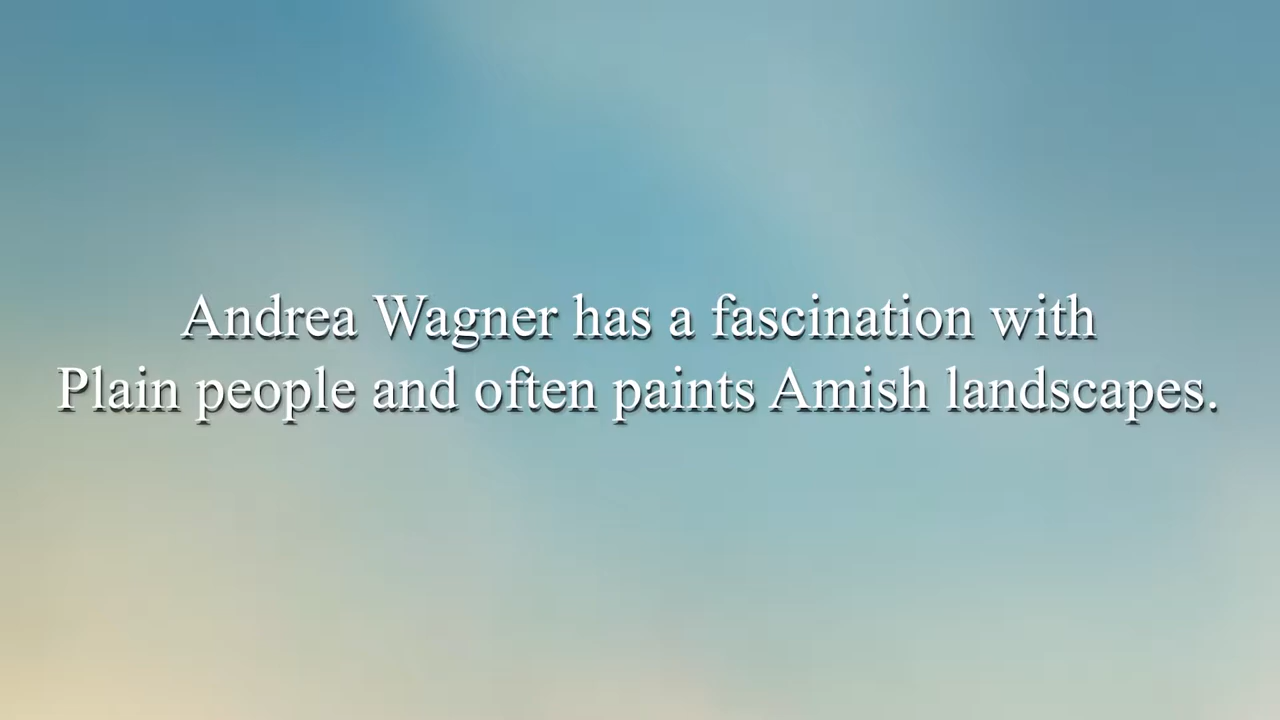 Andrea Wagner has a fascination with
Plain people and often paints Amish landscapes.